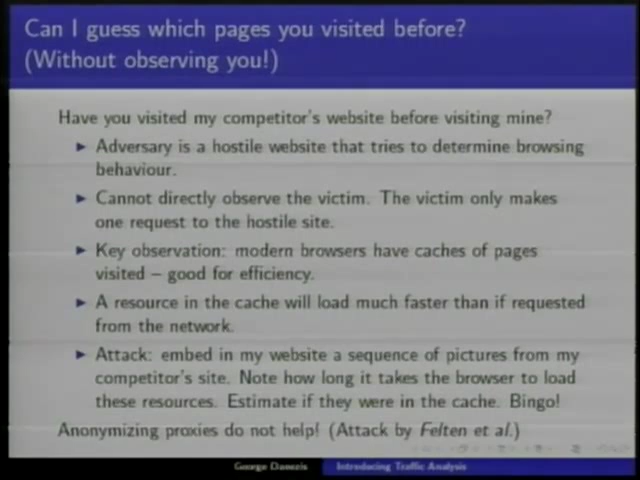 Can I guess which pages you visited before?
(Without observing you!)
Have you visited my competitor's website before visiting mine?
▶ Adversary is a hostile website that tries to determine browsing
behaviour.
▶ Cannot directly observe the victim. The victim only makes
one request to the hostile site.
▶ Key observation: modern browsers have caches of pages
visited – good for efficiency.
▶ A resource in the cache will load much faster than if requested
from the network.
▶ Attack: embed in my website a sequence of pictures from my
competitor's site. Note how long it takes the browser to load
these resources. Estimate if they were in the cache. Bingo!
Anonymizing proxies do not help! (Attack by Felten et al.)
George Danezis Introducing Traffic Analysis